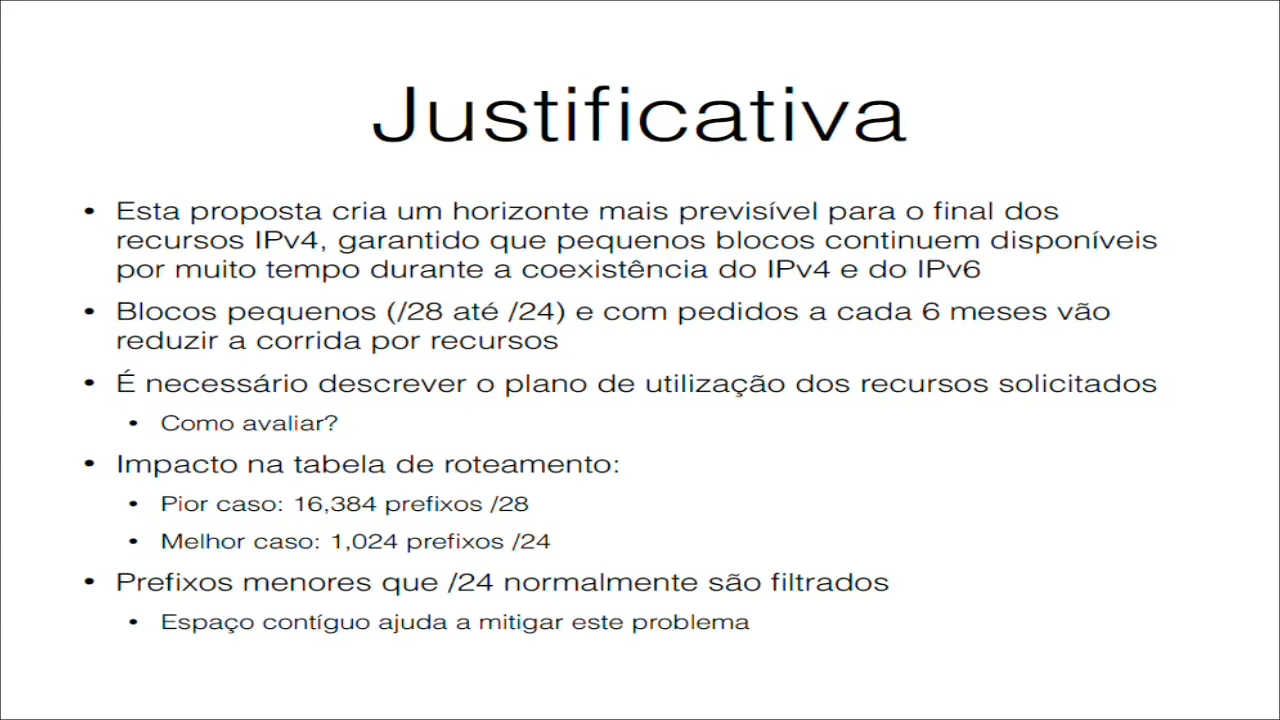 Justificativa
• Esta proposta cria um horizonte mais previsível para o final dos
recursos IPv4, garantido que pequenos blocos continuem disponíveis
por muito tempo durante a coexistência do IPv4 e do IPv6
• Blocos pequenos (/28 até /24) e com pedidos a cada 6 meses vão
reduzir a corrida por recursos
• É necessário descrever o plano de utilização dos recursos solicitados
• Como avaliar?
• Impacto na tabela de roteamento:
• Pior caso: 16,384 prefixos /28
• Melhor caso: 1,024 prefixos /24
• Prefixos menores que /24 normalmente são filtrados
• Espaço contíguo ajuda a mitigar este problema